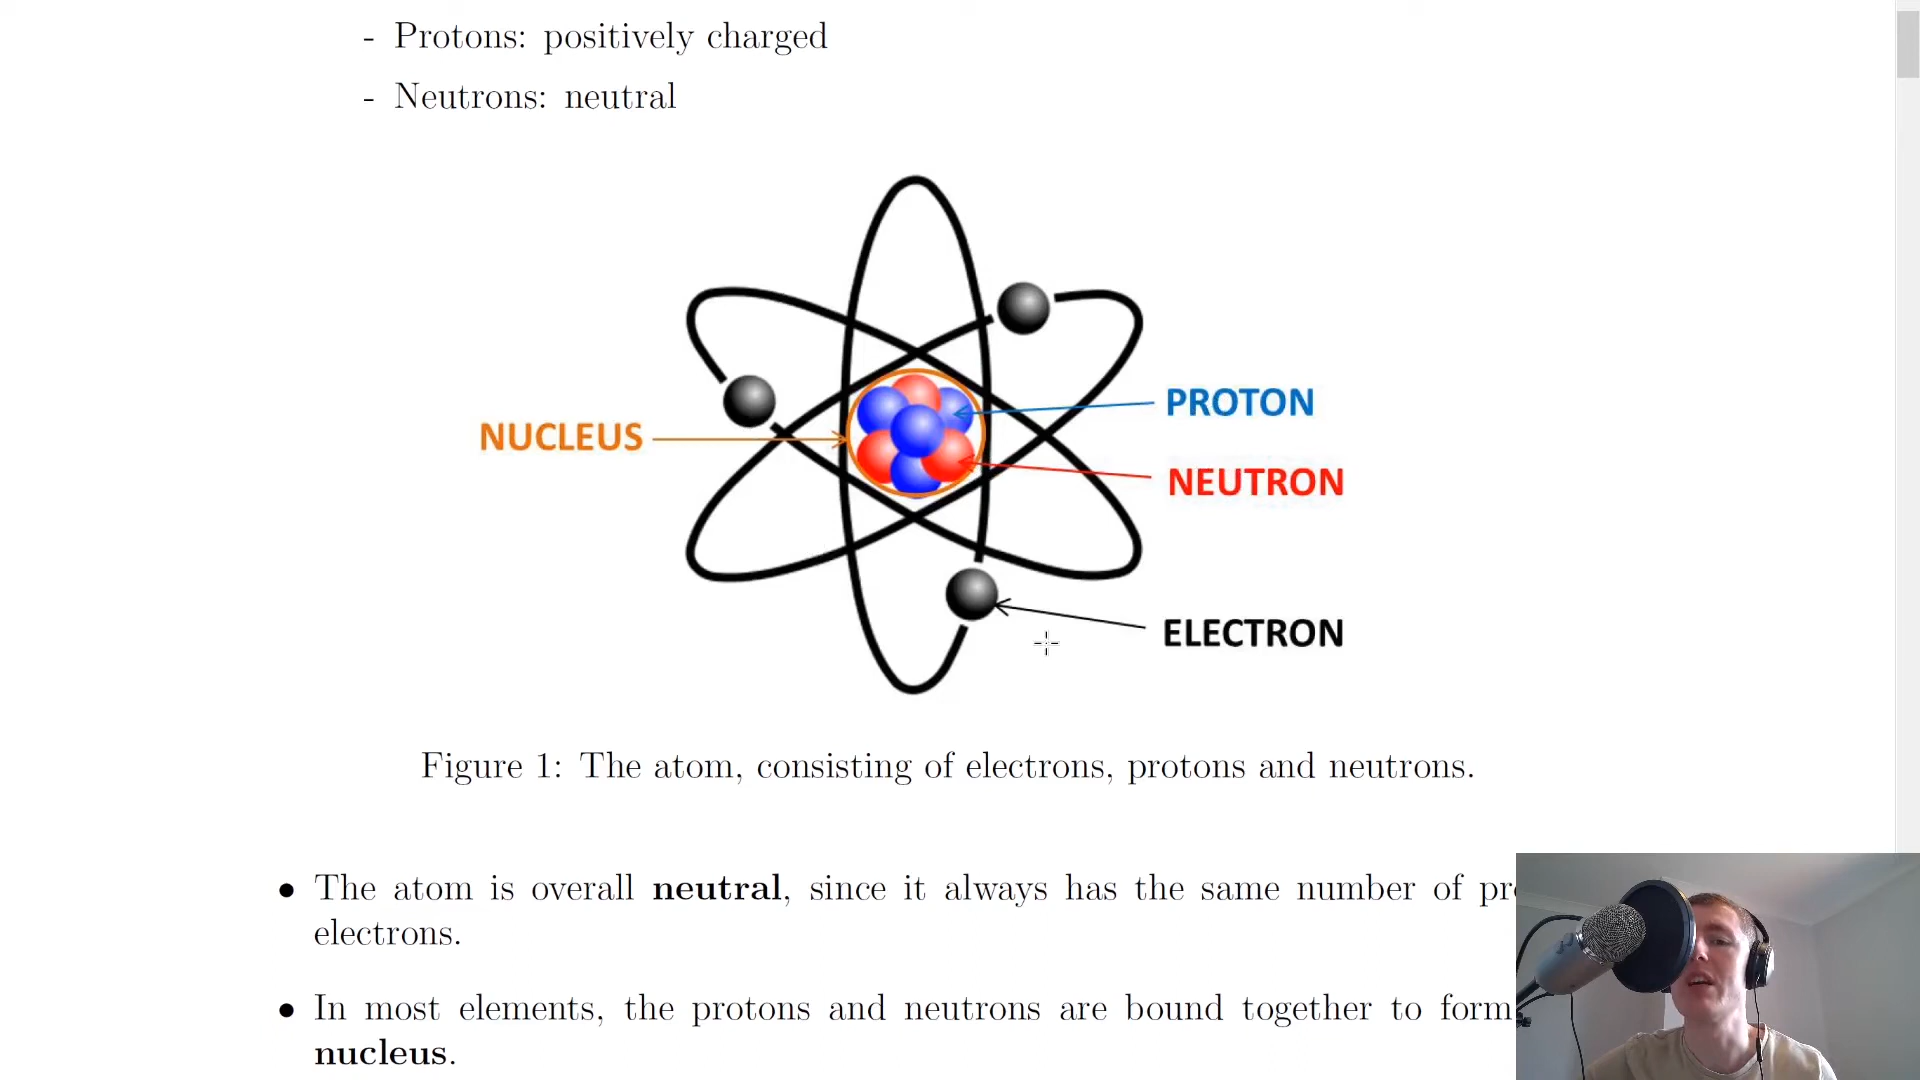 - Protons: positively charged
- Neutrons: neutral
PROTON
NUCLEUS
NEUTRON
ELECTRON
Figure 1: The atom, consisting of electrons, protons and neutrons.
• The atom is overall neutral, since it always has the same number of
electrons.
• In most elements, the protons and neutrons are bound together to form
nucleus.